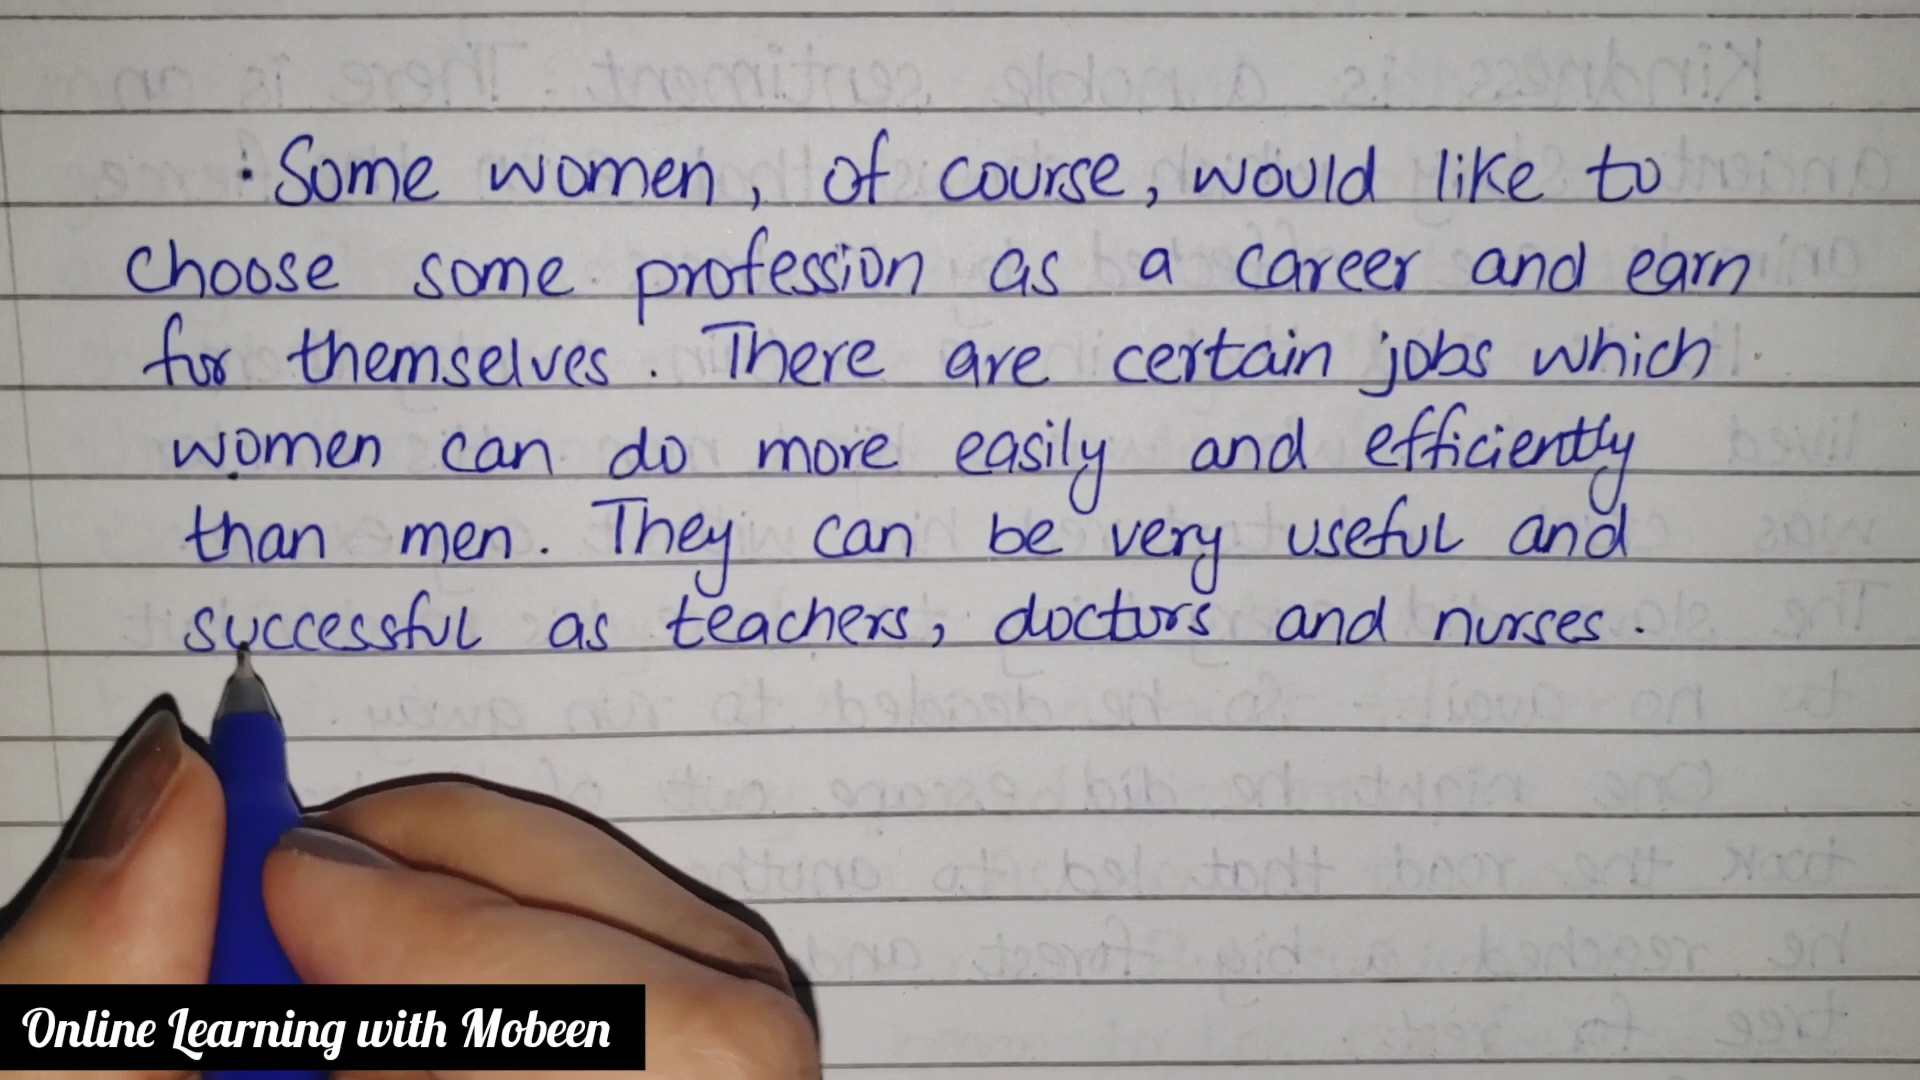 Some women, of course, would like to
choose some profession as a career and earn
for themselves. There are certain jobs which
women can do more easily and efficiently
than men. They can be very useful and
successful as teachers, doctors and nurses.
Online Learning with Mobeen